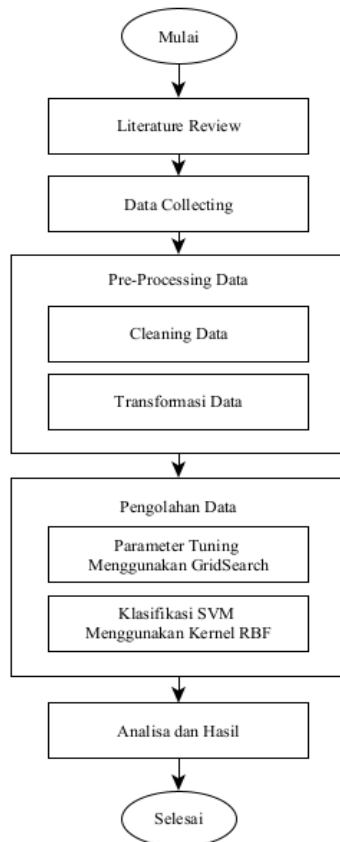 Mulai
Literature Review
Data Collecting
Pre-Processing Data
Cleaning Data
Transformasi Data
Pengolahan Data
Parameter Tuning
Menggunakan GridSearch
Klasifikasi SVM
Menggunakan Kernel RBF
Analisa dan Hasil
Selesai